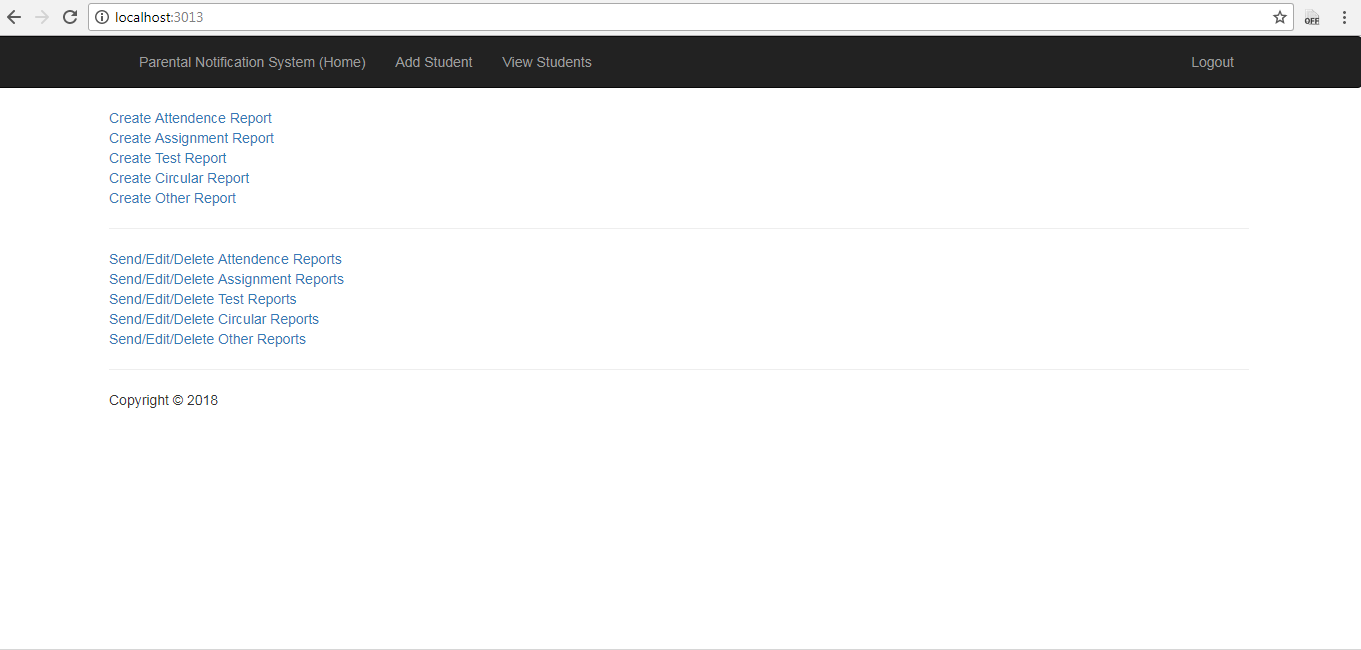 localhost:3013
OFF
Parental Notification System (Home) Add Student View Students Logout
Create Attendence Report
Create Assignment Report
Create Test Report
Create Circular Report
Create Other Report
Send/Edit/Delete Attendence Reports
Send/Edit/Delete Assignment Reports
Send/Edit/Delete Test Reports
Send/Edit/Delete Circular Reports
Send/Edit/Delete Other Reports
Copyright © 2018